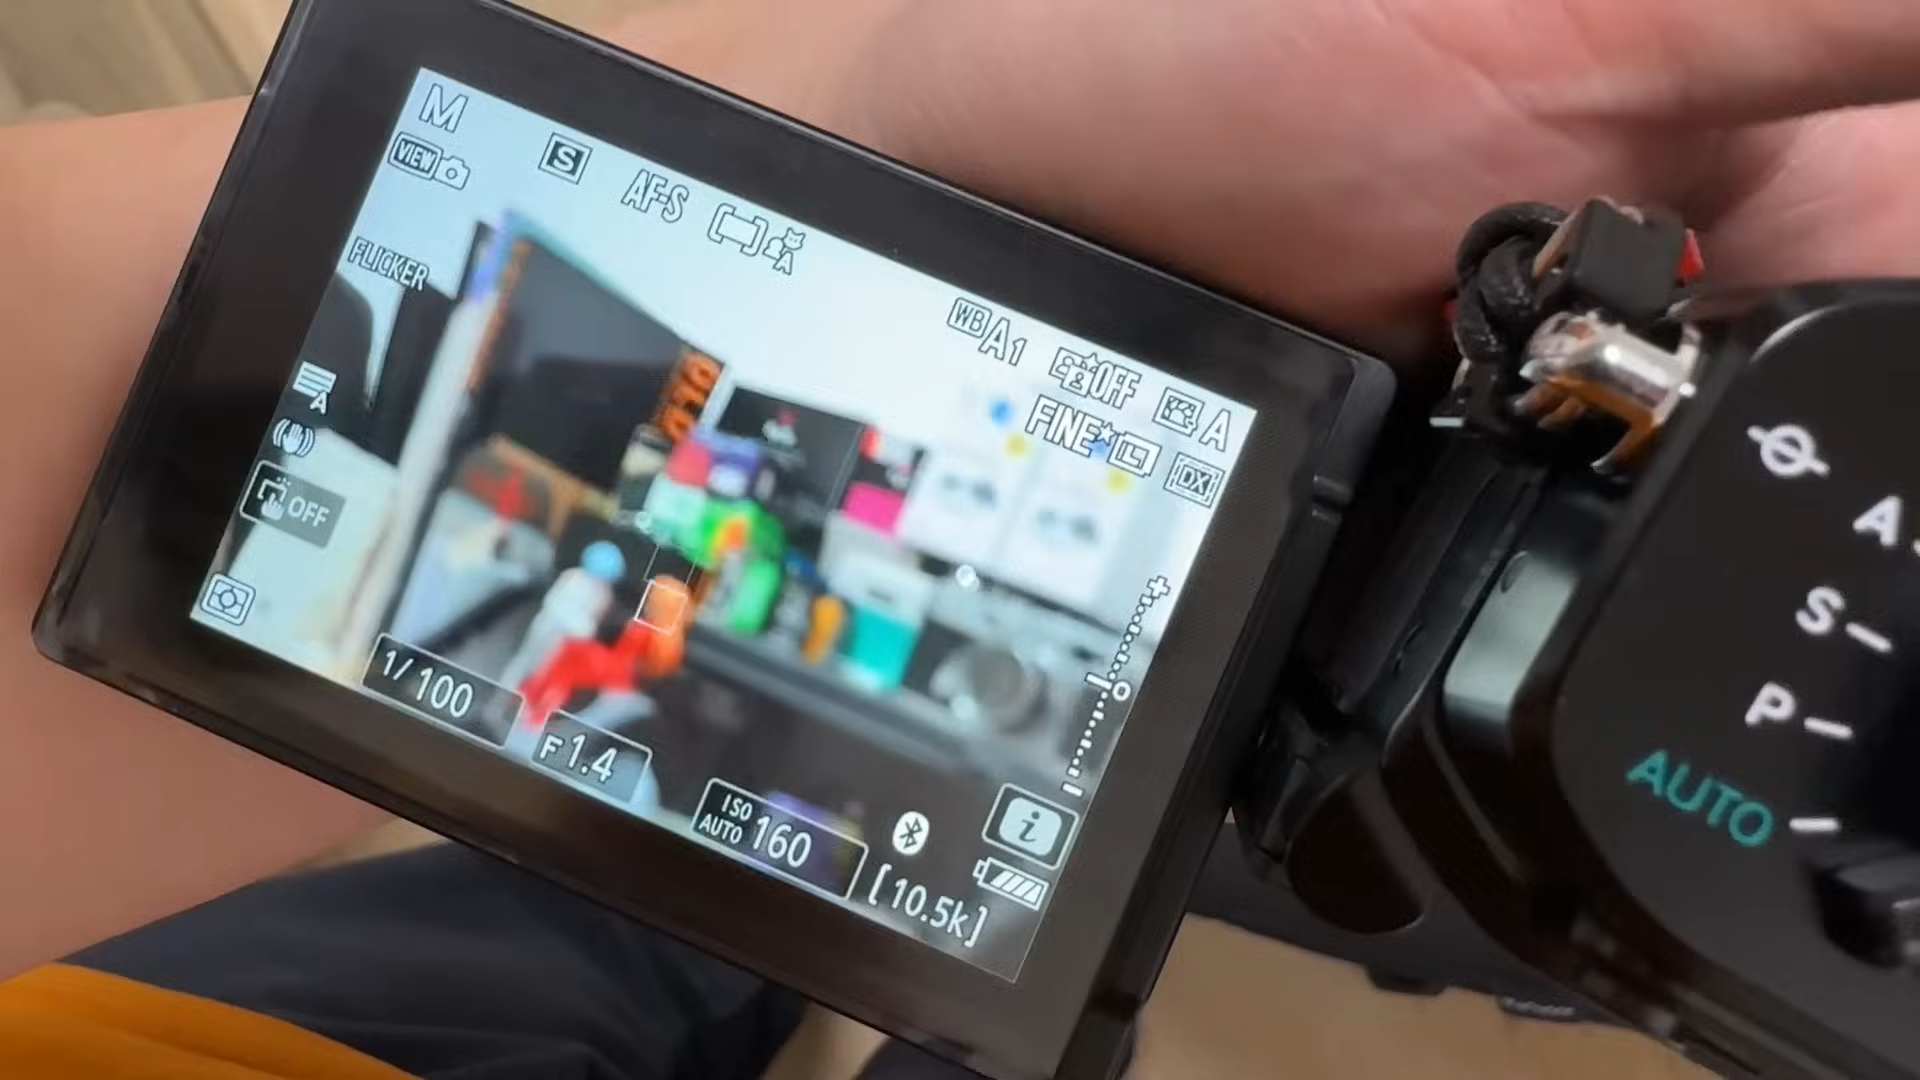 M
VIEW
S
AF-S
A
FLICKER
WB A1
OFF
A
FINE★ L
DX
A
OFF
1/100
F1.4
ISO AUTO 160
i
[10.5k]
A
S
P
AUTO